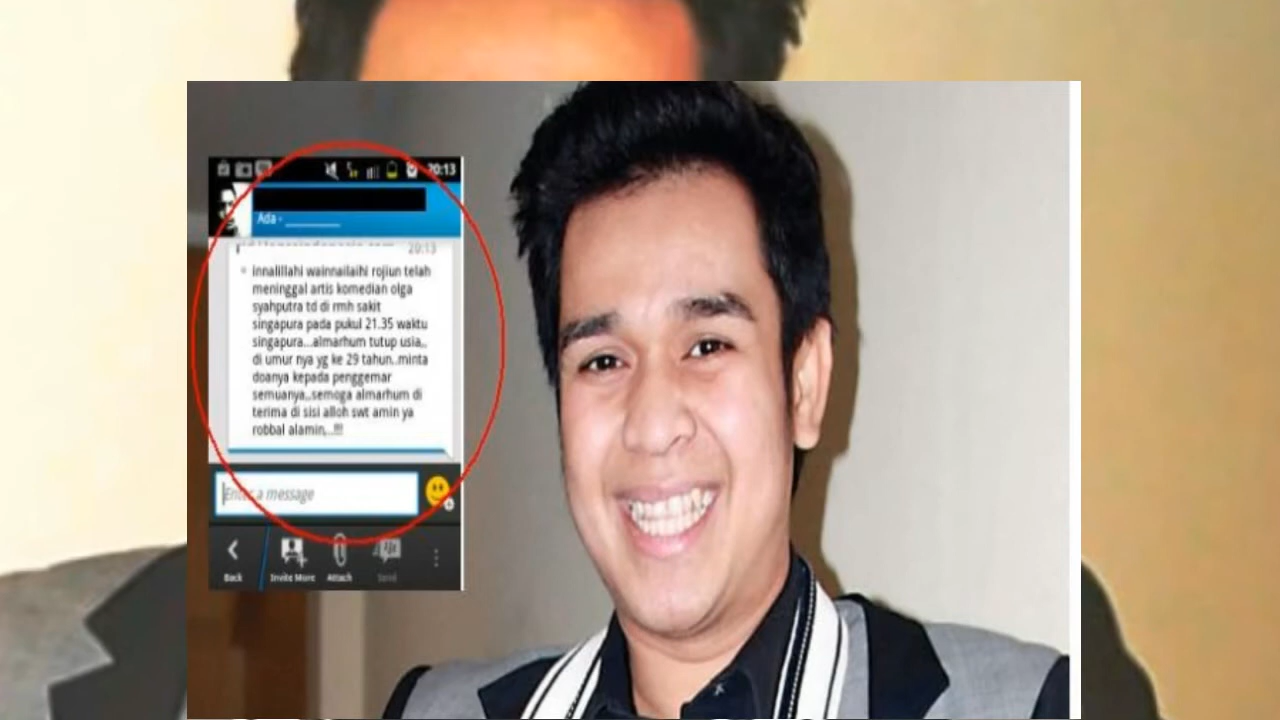 20:13
Ada -
20:13
innalillahi wainnailaihi rojiun telah
meninggal artis komedian olga
syahputra td di rmh sakit
singapura pada pukul 21.35 waktu
singapura...almarhum tutup usia,,
di umur nya yg ke 29 tahun..minta
doanya kepada penggemar
semuanya,,semoga almarhum di
terima di sisi alloh swt amin ya
robbal alamin,..!!!
Enter a message
Back
Invite More
Attach
Send